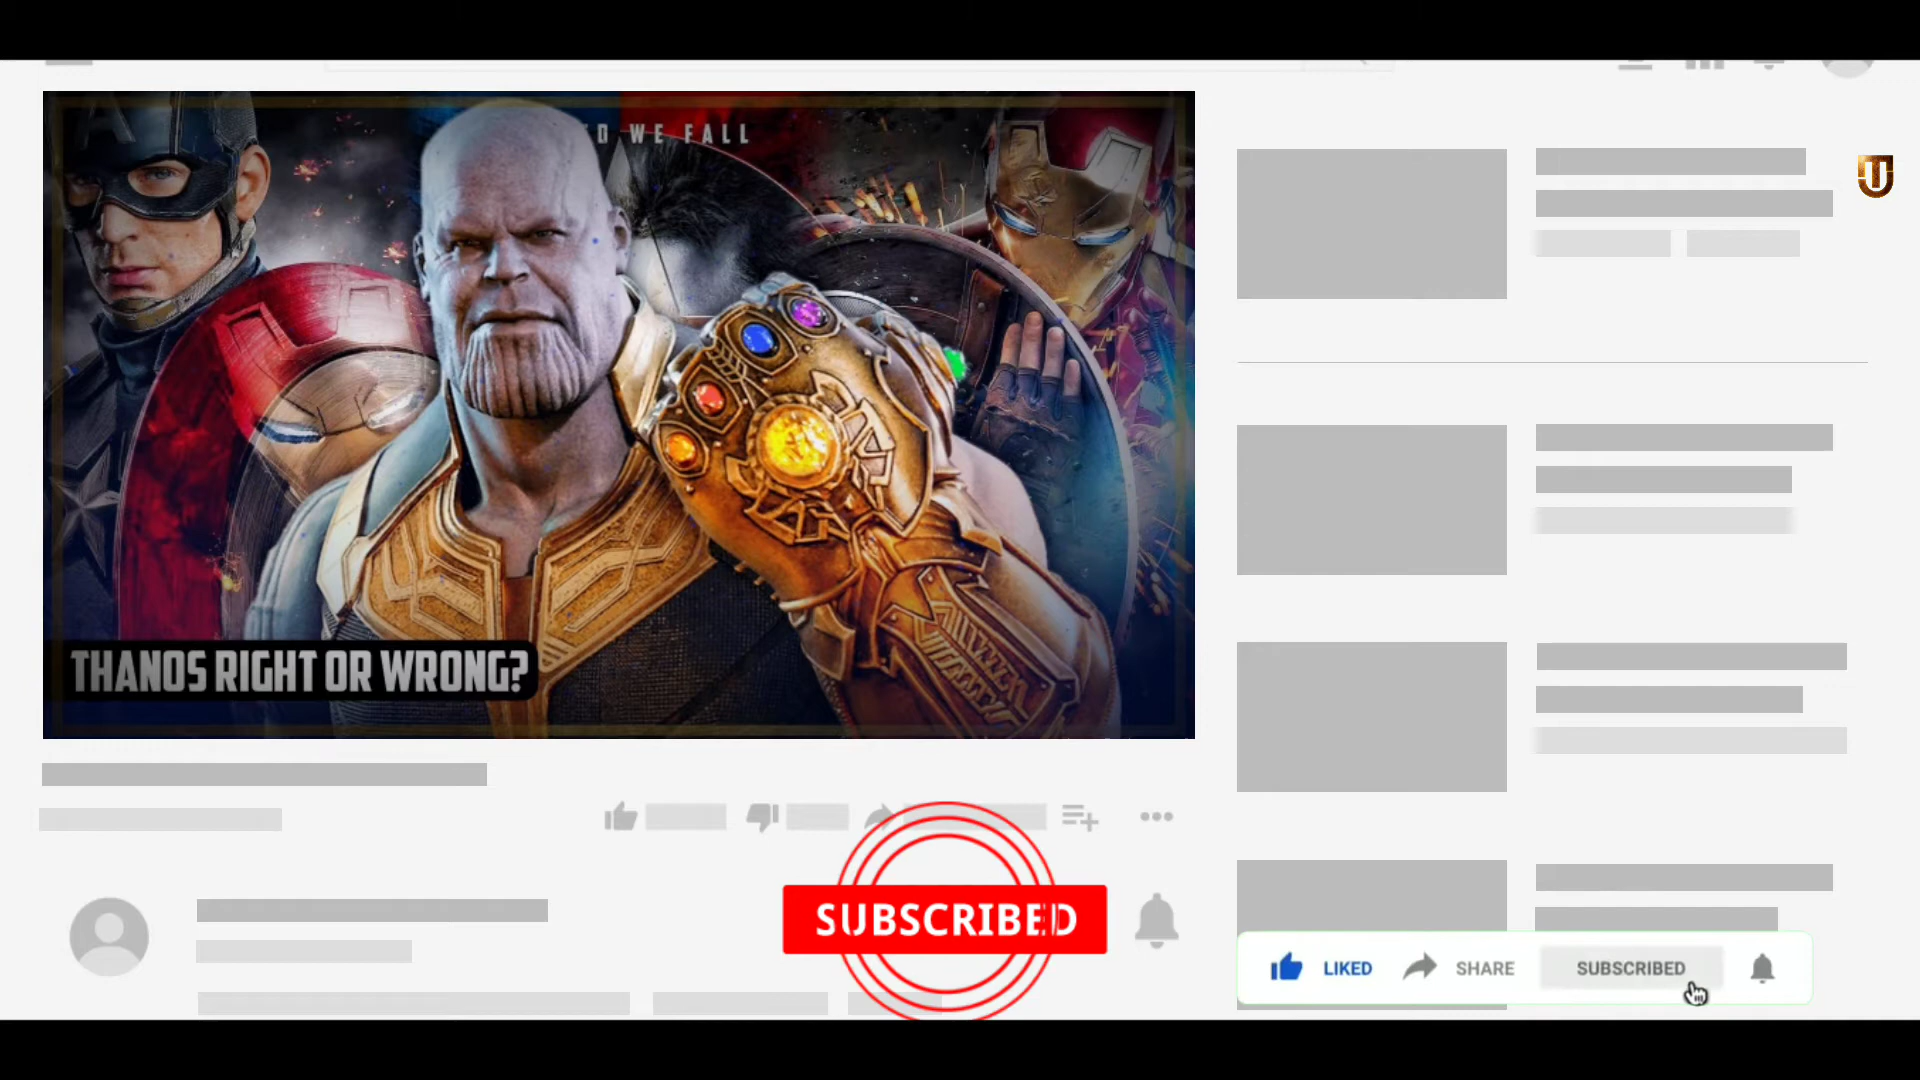 D WE FALL
THANOS RIGHT OR WRONG?
SUBSCRIBED
LIKED
SHARE
SUBSCRIBED